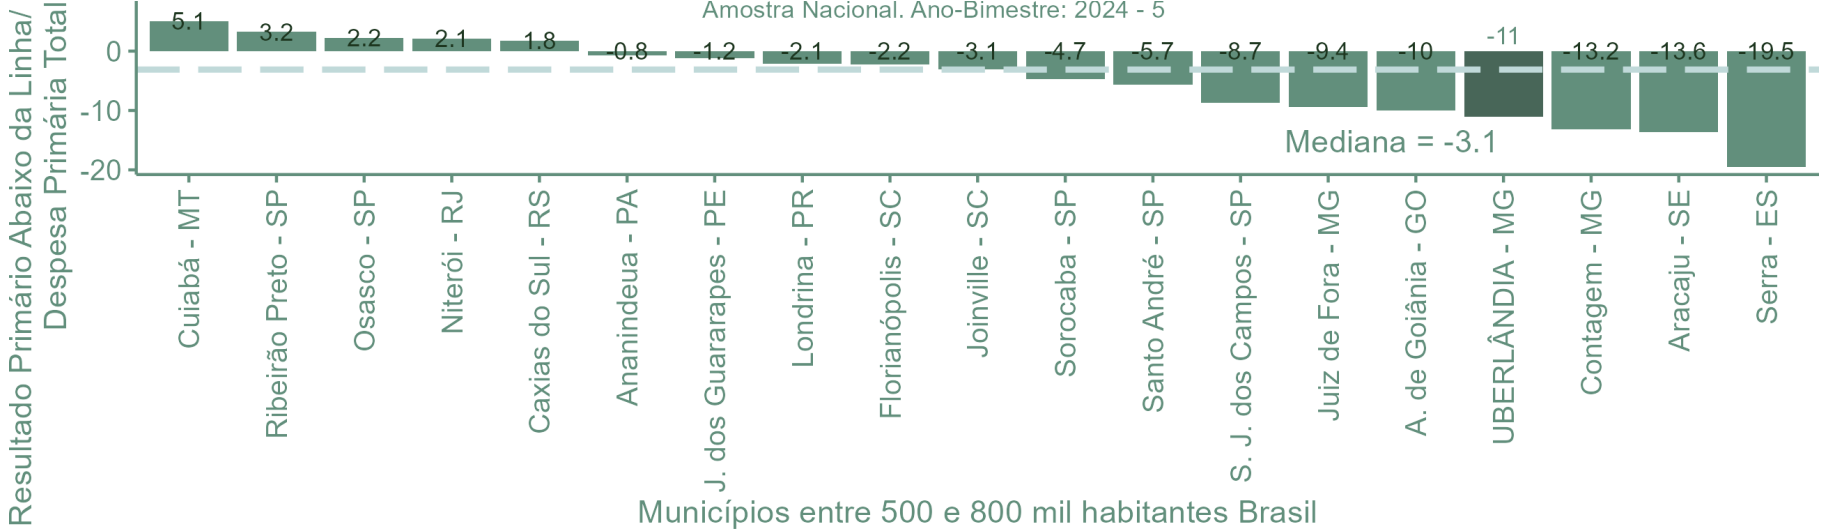 Amostra Nacional. Ano-Bimestre: 2024 - 5
Resultado Primário Abaixo da Linha/
Despesa Primária Total
0
-10
-20
5.1
3.2
2.2
2.1
1.8
-0.8
-1.2
-2.1
-2.2
-3.1
-4.7
-5.7
-8.7
-9.4
-10
-11
-13.2
-13.6
-19.5
Mediana = -3.1
Cuiabá - MT
Ribeirão Preto - SP
Osasco - SP
Niterói - RJ
Caxias do Sul - RS
Ananindeua - PA
J. dos Guararapes - PE
Londrina - PR
Florianópolis - SC
Joinville - SC
Sorocaba - SP
Santo André - SP
S. J. dos Campos - SP
Juiz de Fora - MG
A. de Goiânia - GO
UBERLÂNDIA - MG
Contagem - MG
Aracaju - SE
Serra - ES
Municípios entre 500 e 800 mil habitantes Brasil